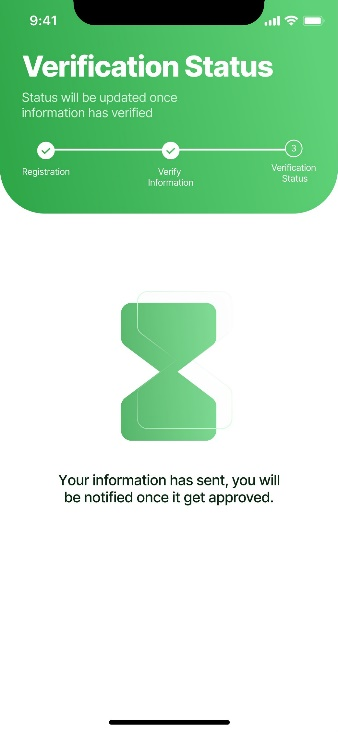 9:41
Verification Status
Status will be updated once
information has verified
3
Registration
Verify
Information
Verification
Status
Your information has sent, you will
be notified once it get approved.